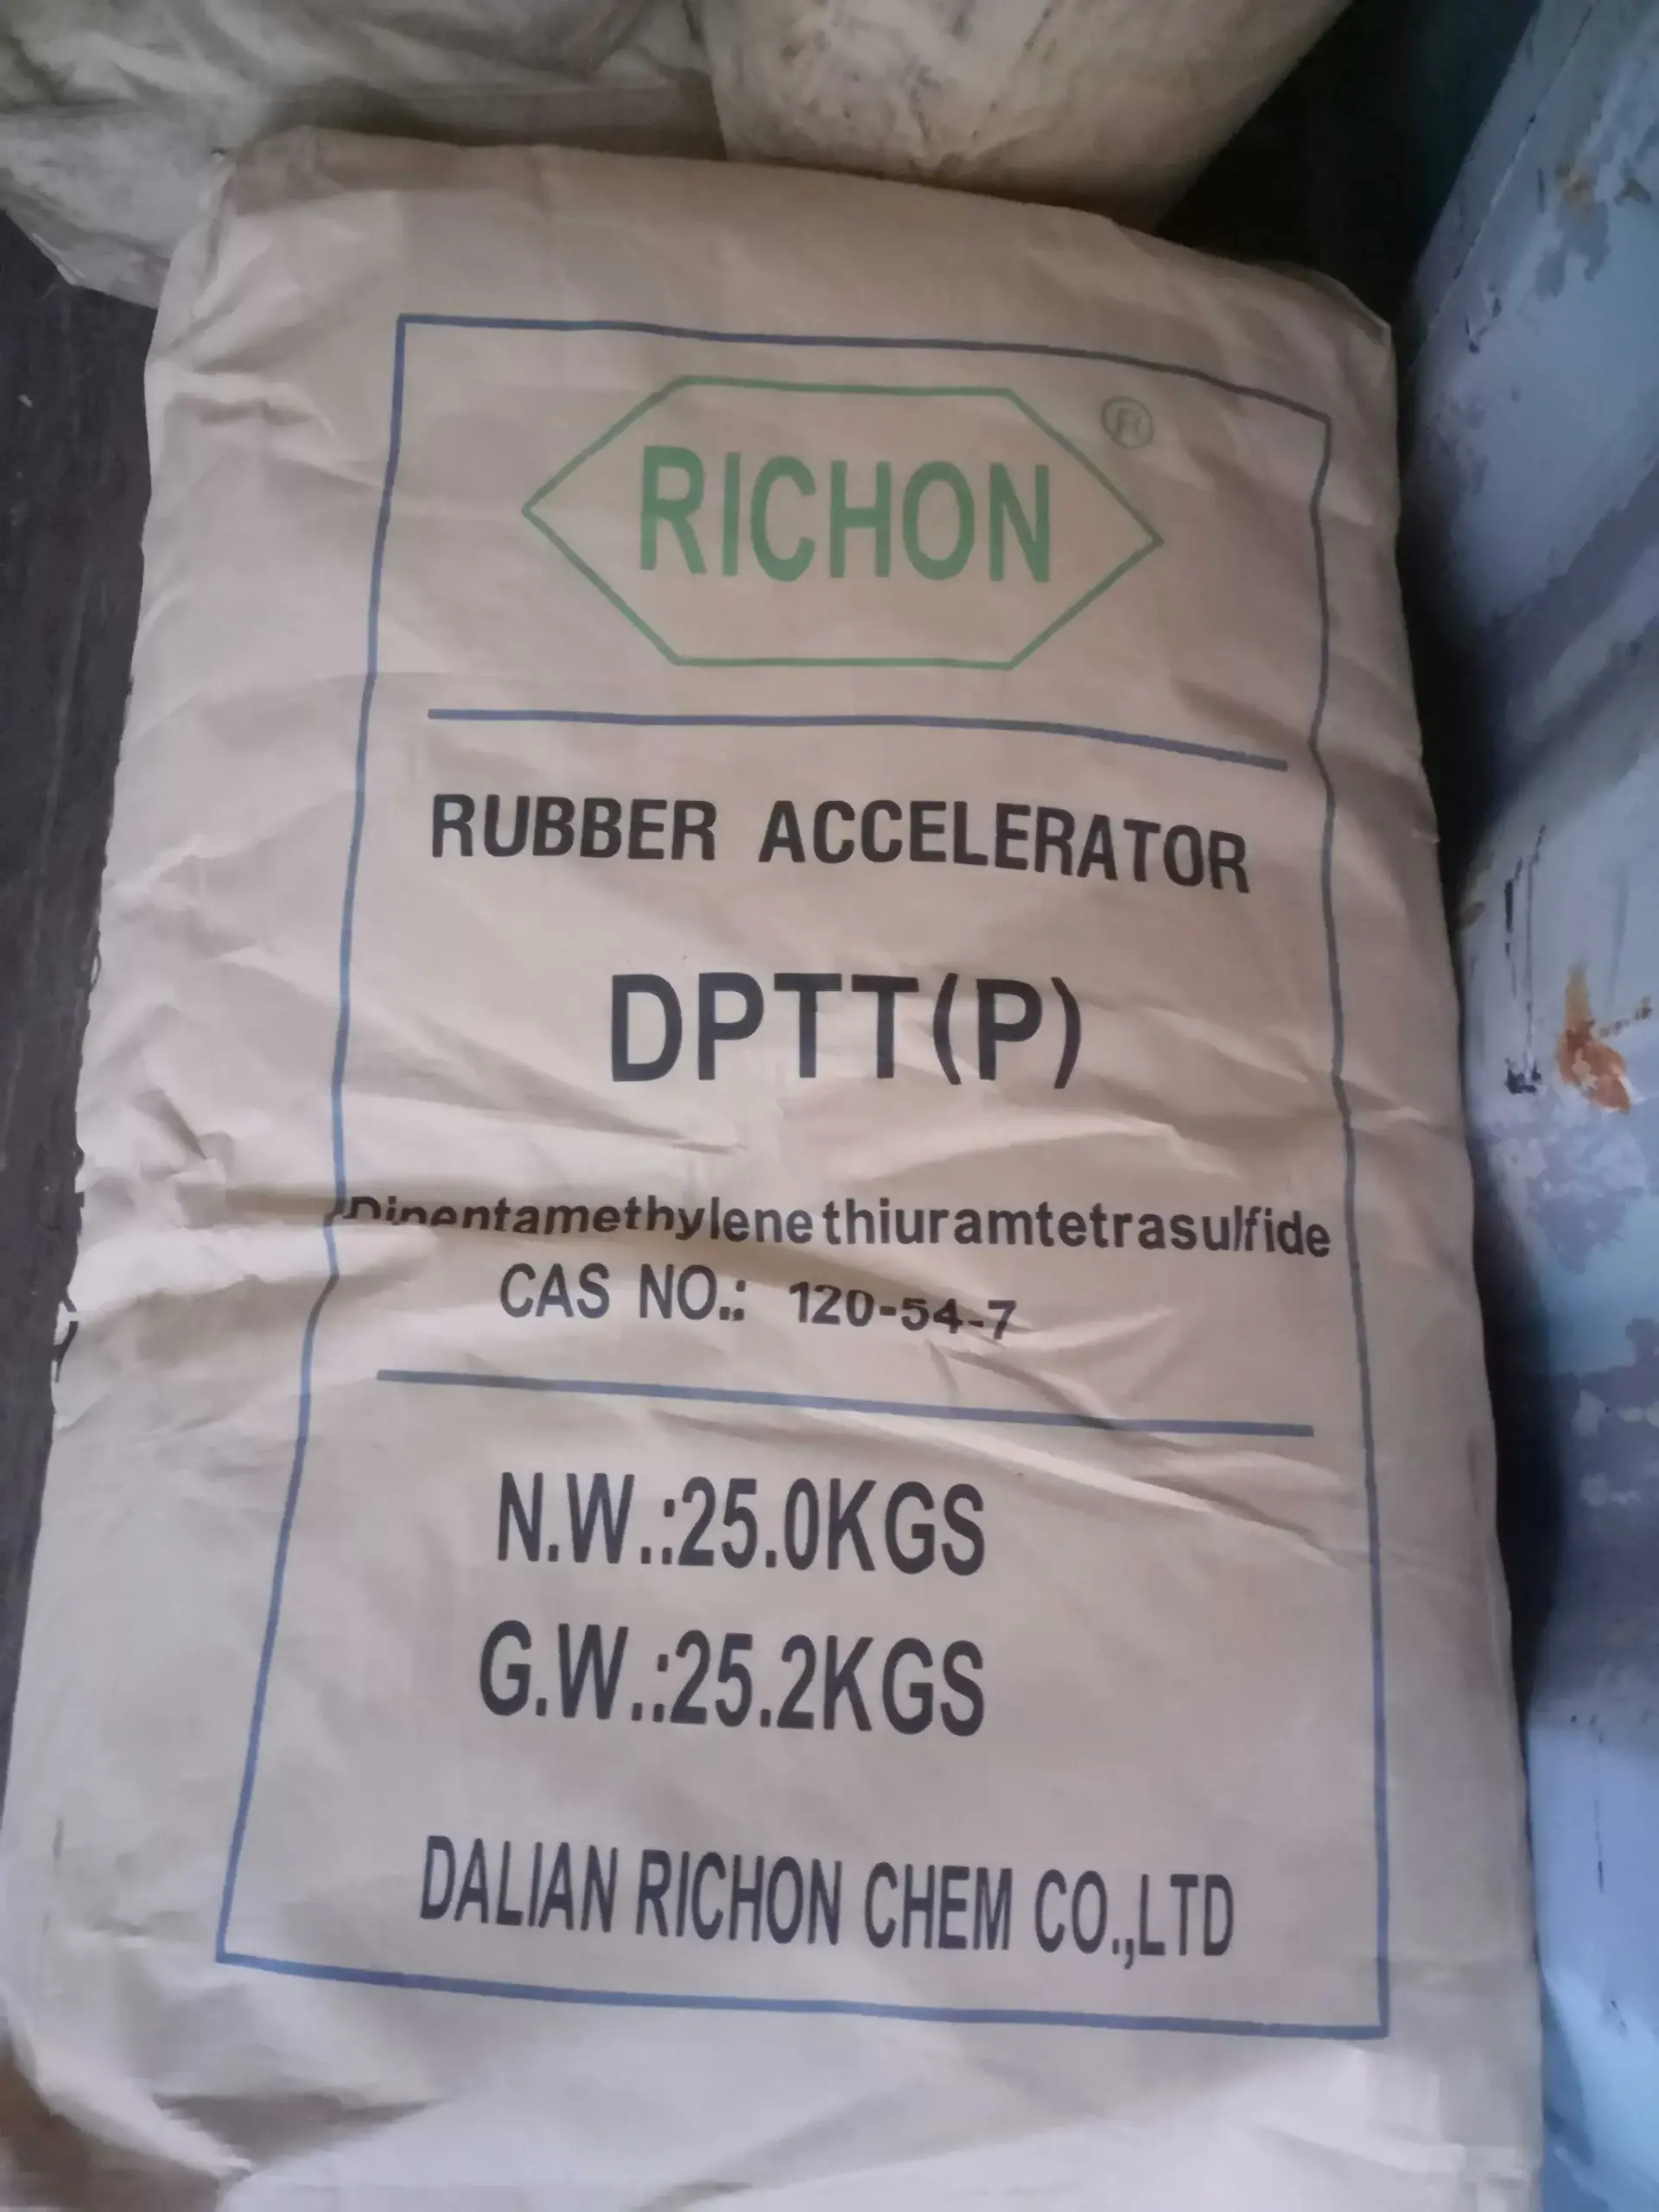 RICHON ®
RUBBER ACCELERATOR
DPTT(P)
Dipentamethylenethiuramtetrasulfide
CAS NO.: 120-54-7
N.W.:25.0KGS
G.W.:25.2KGS
DALIAN RICHON CHEM CO.,LTD